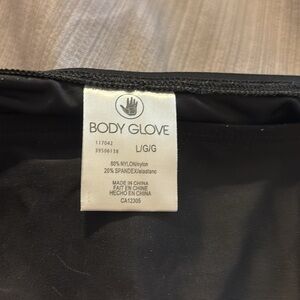 BODY GLOVE
117042
39506138 L/G/G
80% NYLON/nylon
20% SPANDEX/elastano
MADE IN CHINA
FAIT EN CHINE
HECHO EN CHINA
CA12305